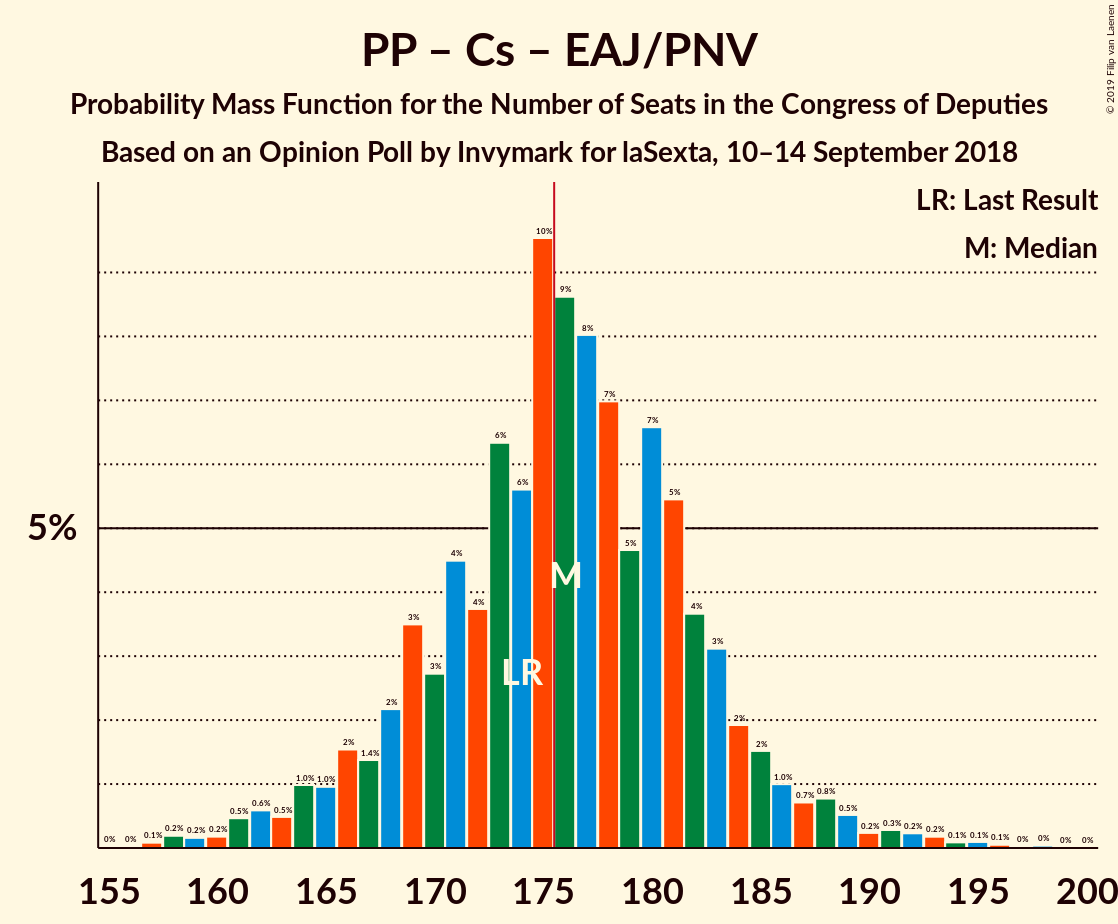 PP – Cs – EAJ/PNV
Probability Mass Function for the Number of Seats in the Congress of Deputies
Based on an Opinion Poll by Invymark for laSexta, 10–14 September 2018
© 2019 Filip van Laenen
LR: Last Result
M: Median
5%
0% 0% 0.1% 0.2% 0.2% 0.2% 0.5% 0.6% 0.5% 1.0% 1.0% 2% 1.4% 2% 3% 3% 4% 4% 6% 6% 10% 9% 8% 7% 5% 7% 5% 4% 3% 2% 2% 1.0% 0.7% 0.8% 0.5% 0.2% 0.3% 0.2% 0.2% 0.1% 0.1% 0.1% 0% 0% 0% 0%
M
LR
155 160 165 170 175 180 185 190 195 200